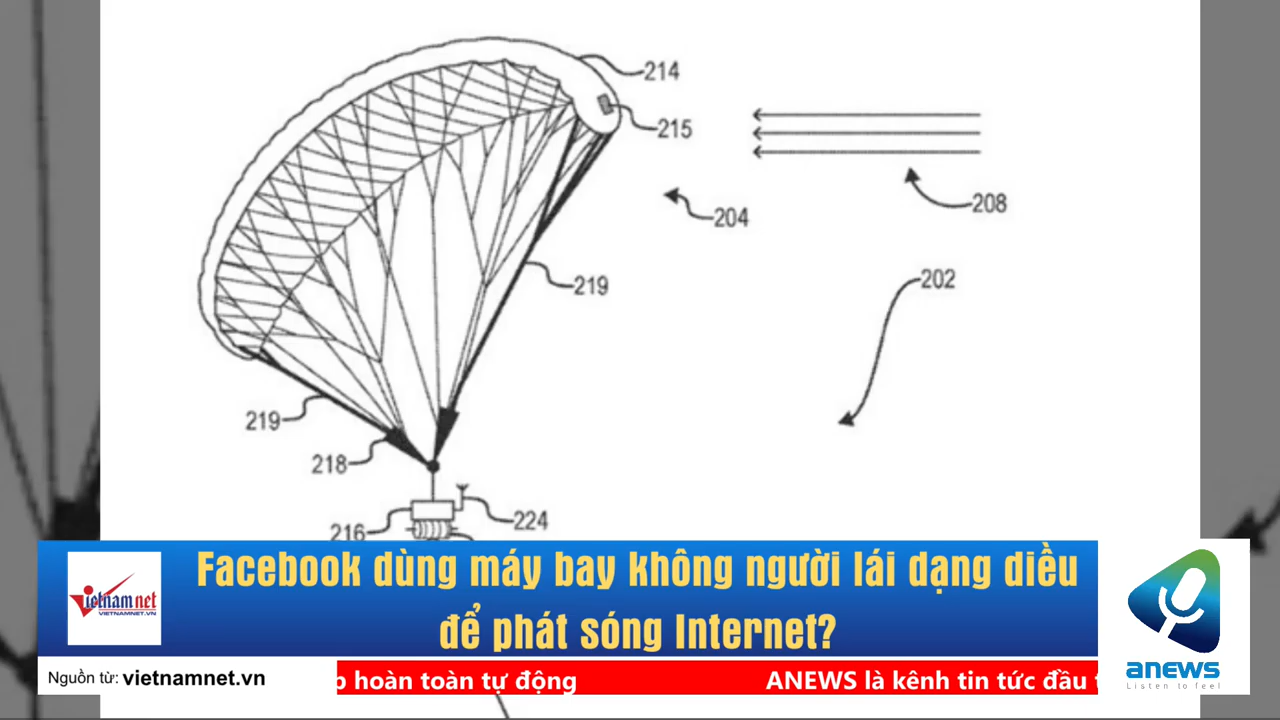 214
215
208
204
219
202
219
218
224
216
Facebook dùng máy bay không người lái dạng diều
để phát sóng Internet?
Vietnamnet
VIETNAMNET.VN
Nguồn từ: vietnamnet.vn
hoàn toàn tự động
ANEWS là kênh tin tức đầu
anews
Listen to feel